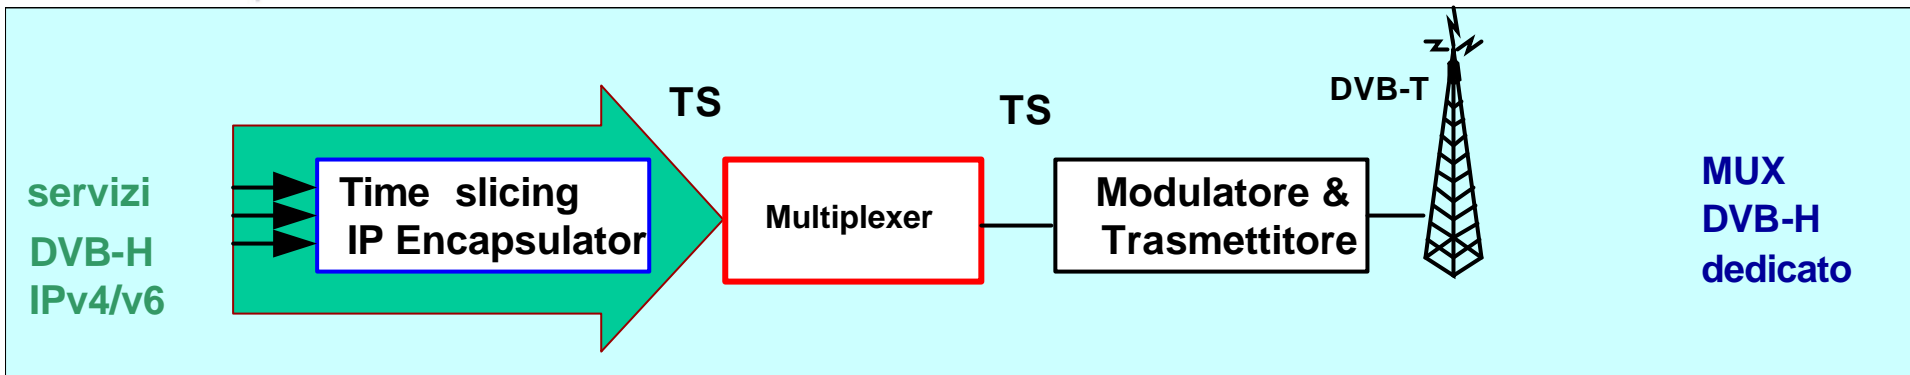 servizi
DVB-H
IPv4/v6
Time slicing
IP Encapsulator
TS
Multiplexer
TS
Modulatore &
Trasmettitore
DVB-T
MUX
DVB-H
dedicato